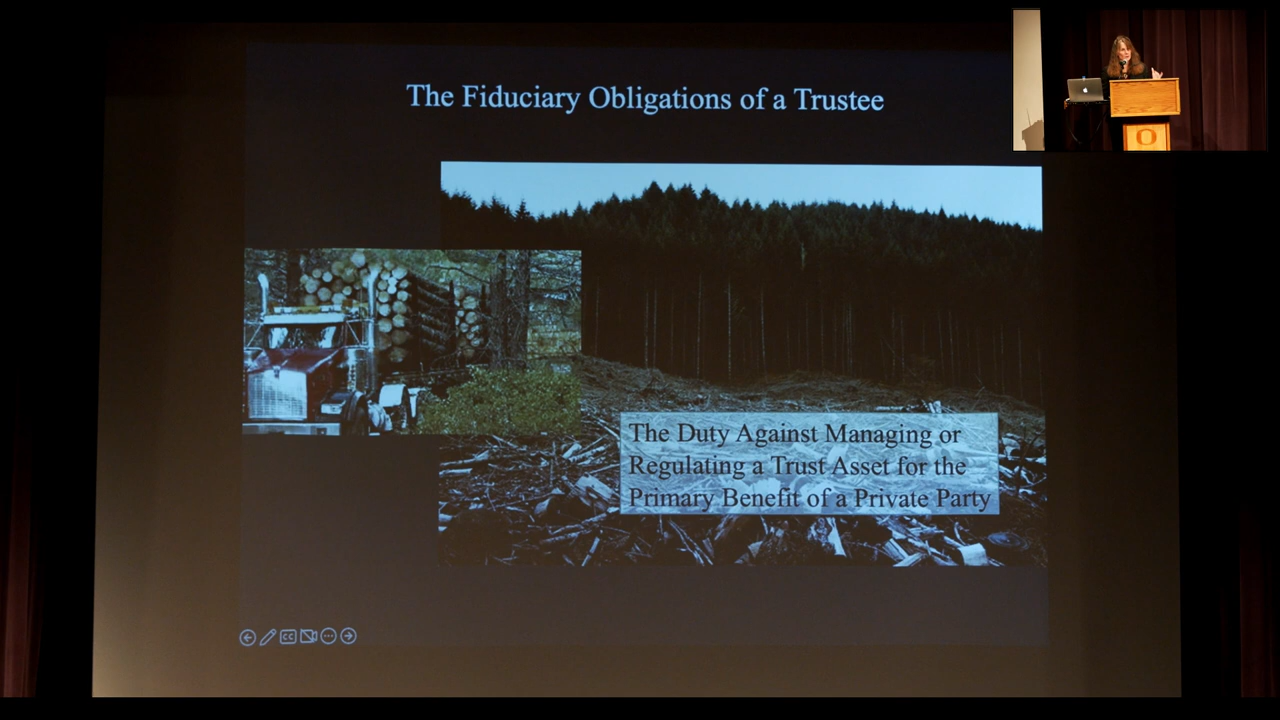 The Fiduciary Obligations of a Trustee
The Duty Against Managing or
Regulating a Trust Asset for the
Primary Benefit of a Private Party
CC
O